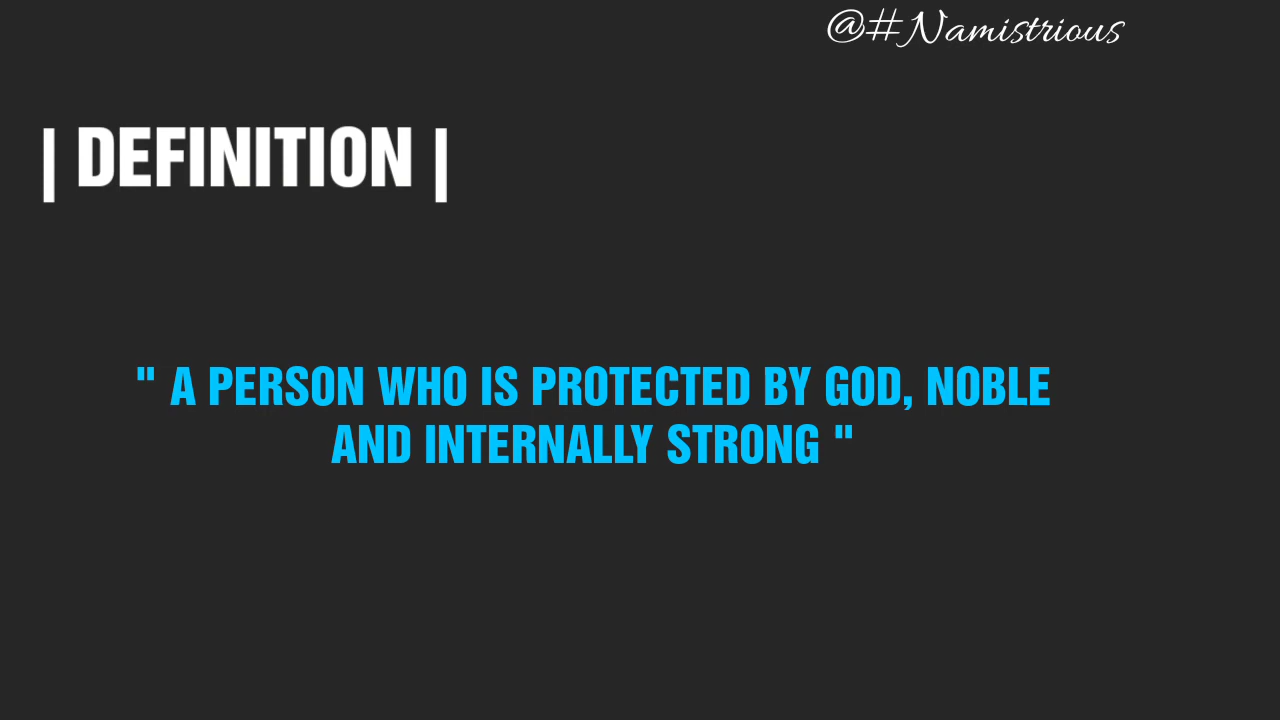 @#Namistrious
| DEFINITION |
" A PERSON WHO IS PROTECTED BY GOD, NOBLE
AND INTERNALLY STRONG "